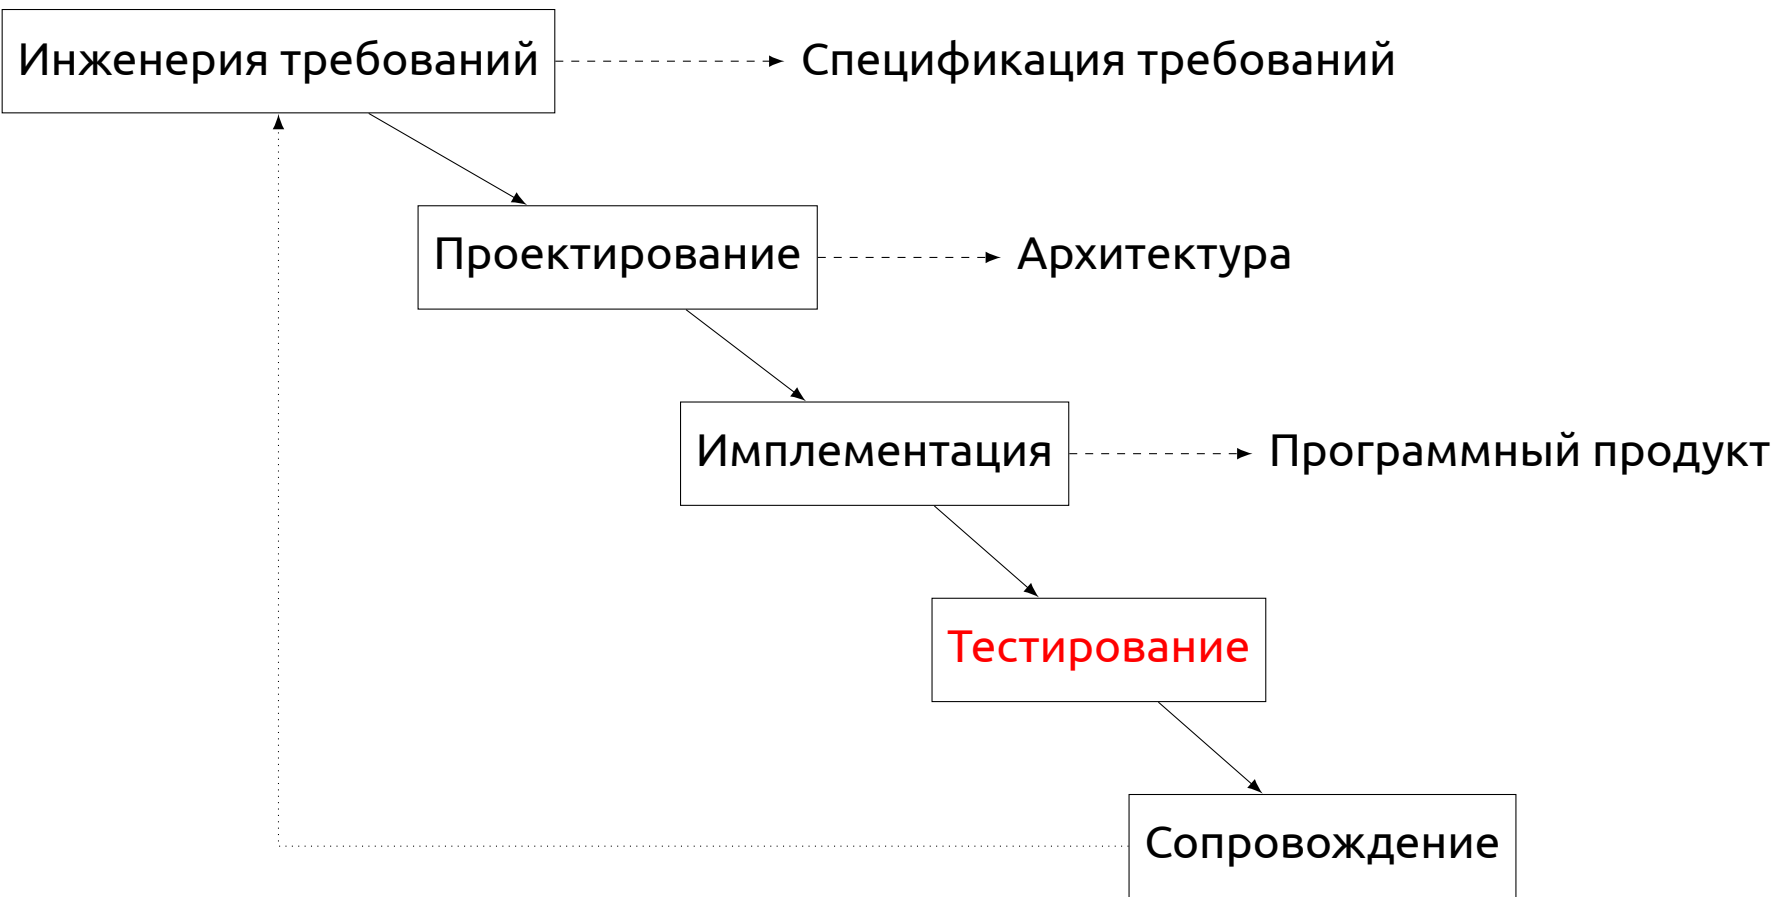 Инженерия требований
Спецификация требований
Проектирование
Архитектура
Имплементация
Программный продукт
Тестирование
Сопровождение